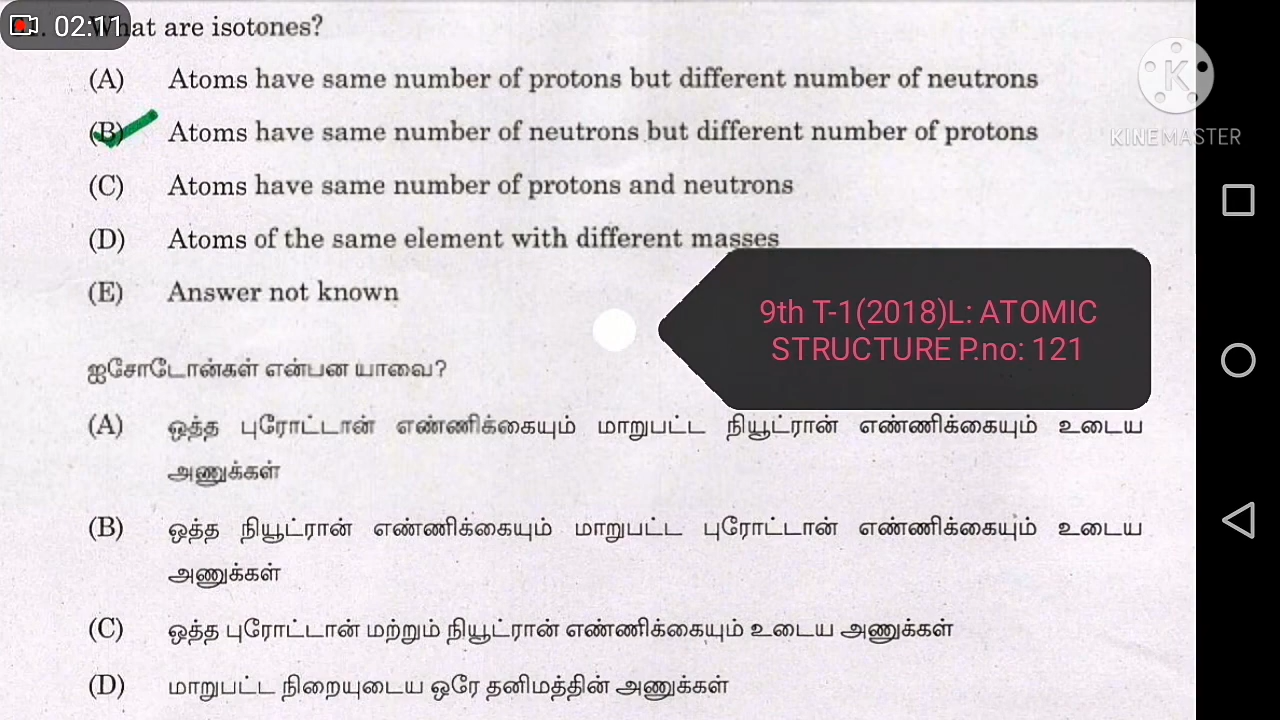 02:11
What are isotones?
(A) Atoms have same number of protons but different number of neutrons
(B) Atoms have same number of neutrons but different number of protons
(C) Atoms have same number of protons and neutrons
(D) Atoms of the same element with different masses
(E) Answer not known
KINEMASTER
9th T-1(2018)L: ATOMIC
STRUCTURE P.no: 121
ஐசோடோன்கள் என்பன யாவை?
(A) ஒத்த புரோட்டான் எண்ணிக்கையும் மாறுபட்ட நியூட்ரான் எண்ணிக்கையும் உடைய
அணுக்கள்
(B) ஒத்த நியூட்ரான் எண்ணிக்கையும் மாறுபட்ட புரோட்டான் எண்ணிக்கையும் உடைய
அணுக்கள்
(C) ஒத்த புரோட்டான் மற்றும் நியூட்ரான் எண்ணிக்கையும் உடைய அணுக்கள்
(D) மாறுபட்ட நிறையுடைய ஒரே தனிமத்தின் அணுக்கள்